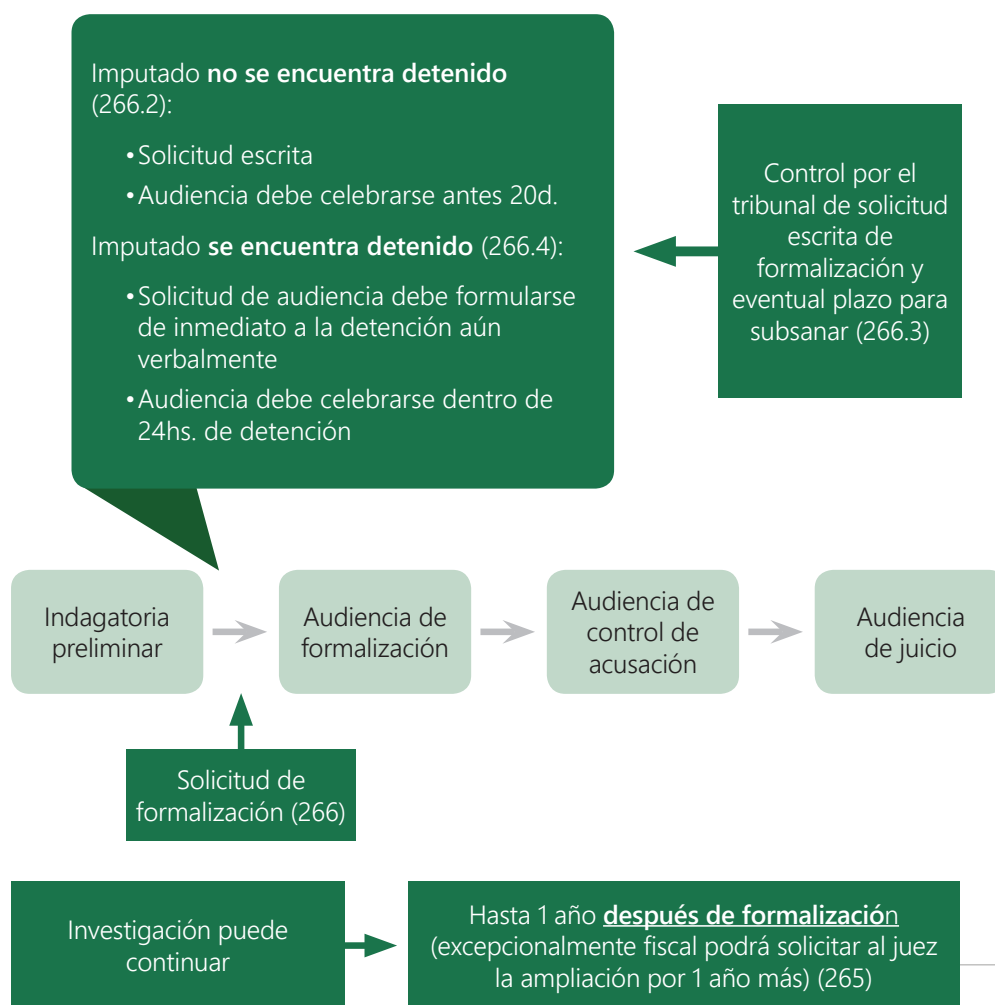 Imputado no se encuentra detenido
(266.2):
•Solicitud escrita
•Audiencia debe celebrarse antes 20d.
Imputado se encuentra detenido (266.4):
•Solicitud de audiencia debe formularse
de inmediato a la detención aún
verbalmente
•Audiencia debe celebrarse dentro de
24hs. de detención
Control por el
tribunal de solicitud
escrita de
formalización y
eventual plazo para
subsanar (266.3)
Indagatoria
preliminar
Audiencia de
formalización
Audiencia de
control de
acusación
Audiencia
de juicio
Solicitud de
formalización (266)
Investigación puede
continuar
Hasta 1 año después de formalización
(excepcionalmente fiscal podrá solicitar al juez
la ampliación por 1 año más) (265)